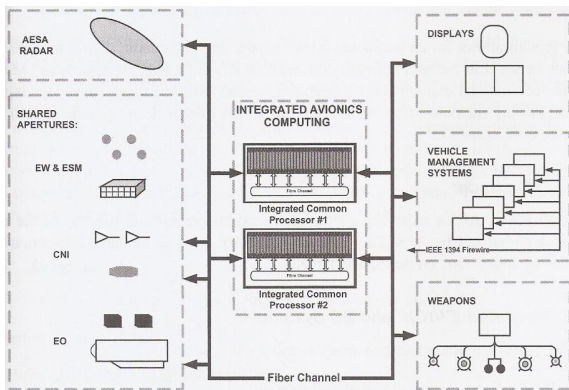 AESA
RADAR
SHARED
APERTURES:
EW & ESM
CNI
EO
INTEGRATED AVIONICS
COMPUTING
Fibre Channel
Integrated Common
Processor #1
Fibre Channel
Integrated Common
Processor #2
Fiber Channel
DISPLAYS
VEHICLE
MANAGEMENT
SYSTEMS
IEEE 1394 Firewire
WEAPONS